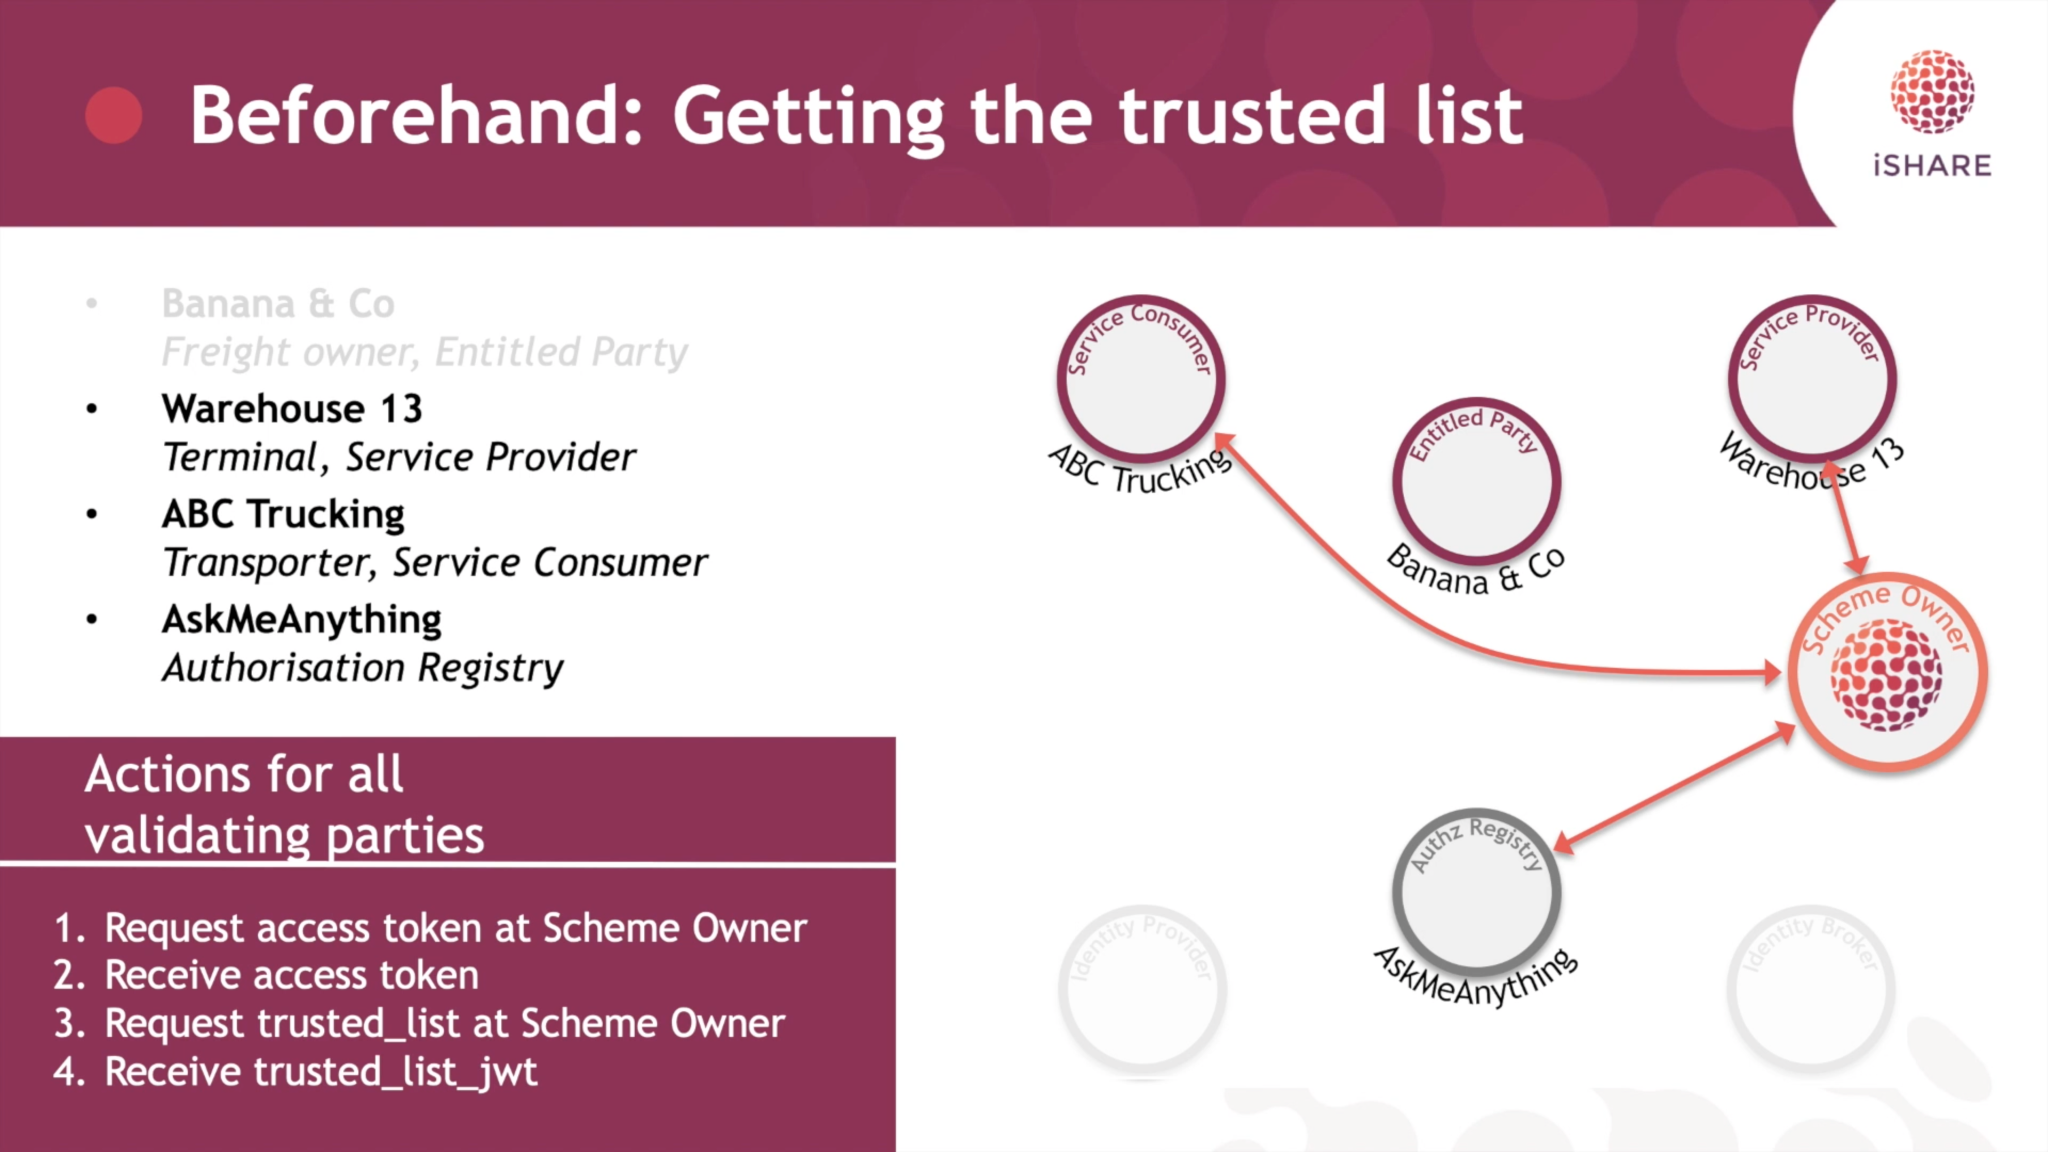 Beforehand: Getting the trusted list
iSHARE
• Banana & Co
Freight owner, Entitled Party
• Warehouse 13
Terminal, Service Provider
• ABC Trucking
Transporter, Service Consumer
• AskMeAnything
Authorisation Registry
Actions for all
validating parties
1. Request access token at Scheme Owner
2. Receive access token
3. Request trusted_list at Scheme Owner
4. Receive trusted_list_jwt
Service Consumer
ABC Trucking
Entitled Party
Banana & Co
Service Provider
Warehouse 13
Scheme Owner
Authz Registry
AskMeAnything
Identity Provider
Identity Broker